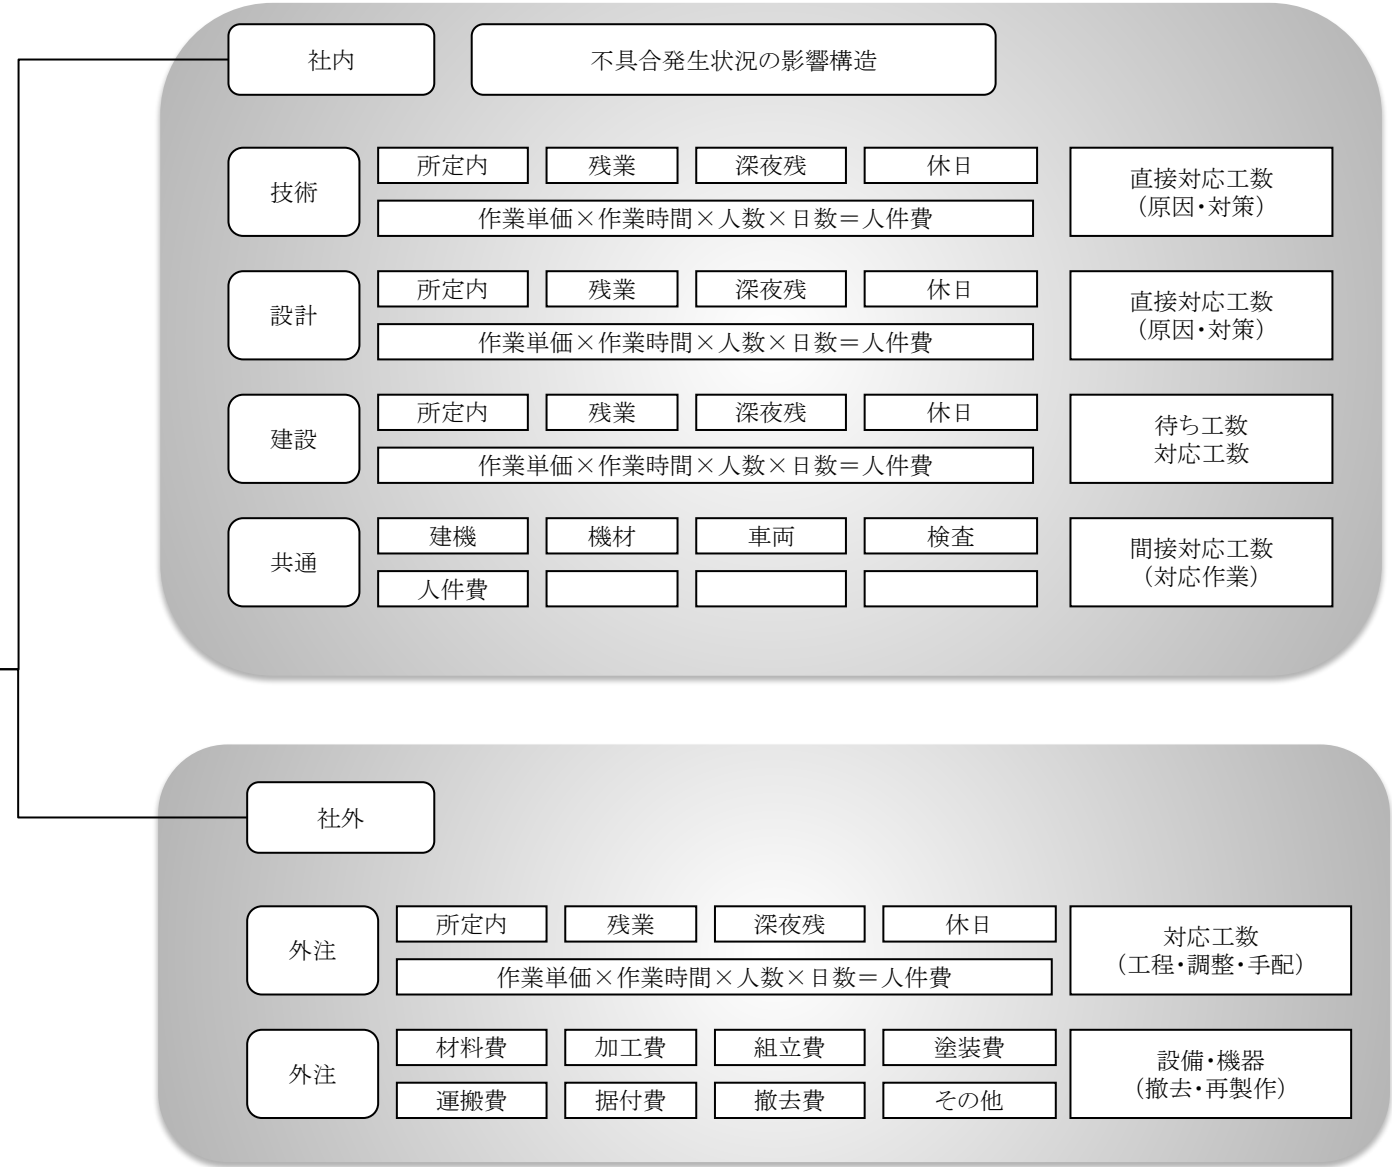 社内
不具合発生状況の影響構造
技術
所定内
残業
深夜残
休日
作業単価×作業時間×人数×日数＝人件費
直接対応工数
（原因・対策）
設計
所定内
残業
深夜残
休日
作業単価×作業時間×人数×日数＝人件費
直接対応工数
（原因・対策）
建設
所定内
残業
深夜残
休日
作業単価×作業時間×人数×日数＝人件費
待ち工数
対応工数
共通
建機
機材
車両
検査
人件費
間接対応工数
（対応作業）
社外
外注
所定内
残業
深夜残
休日
作業単価×作業時間×人数×日数＝人件費
対応工数
（工程・調整・手配）
外注
材料費
加工費
組立費
塗装費
運搬費
据付費
撤去費
その他
設備・機器
（撤去・再製作）